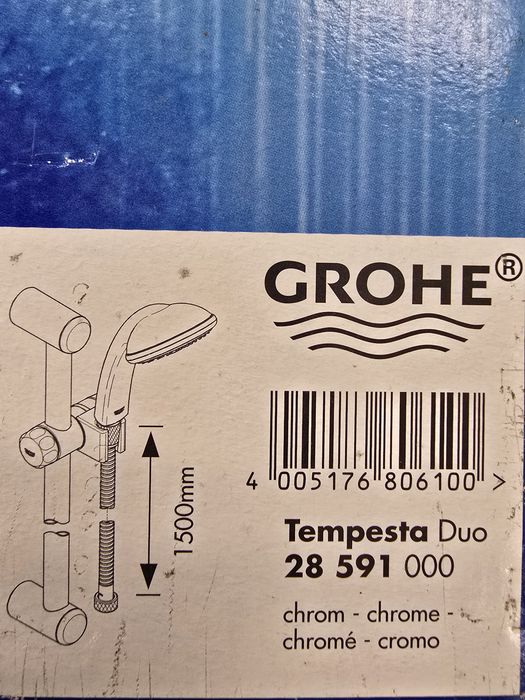 GROHE®
1500mm
4 005176 806100 >
Tempesta Duo
28 591 000
chrom - chrome -
chromé - cromo